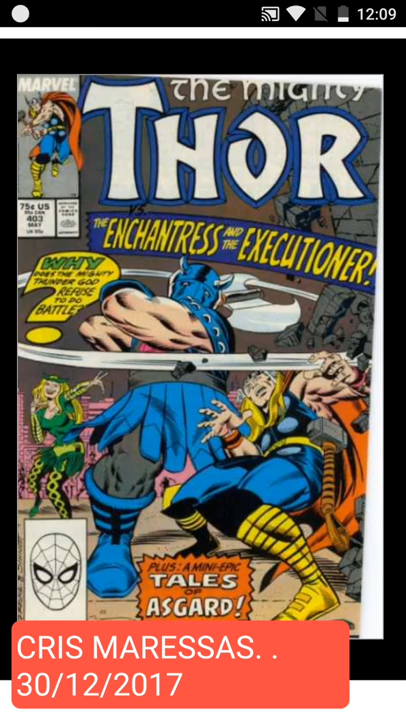 12:09
MARVEL
The Mighty
THOR
75¢ US
403
MAY
VS.
THE ENCHANTRESS AND THE EXECUTIONER!
WHY
DOES THE MIGHTY
THUNDER GOD
REFUSE
TO DO
BATTLE?
PLUS: A MINI-EPIC
TALES
OF
ASGARD!
CRIS MARESSAS. .
30/12/2017